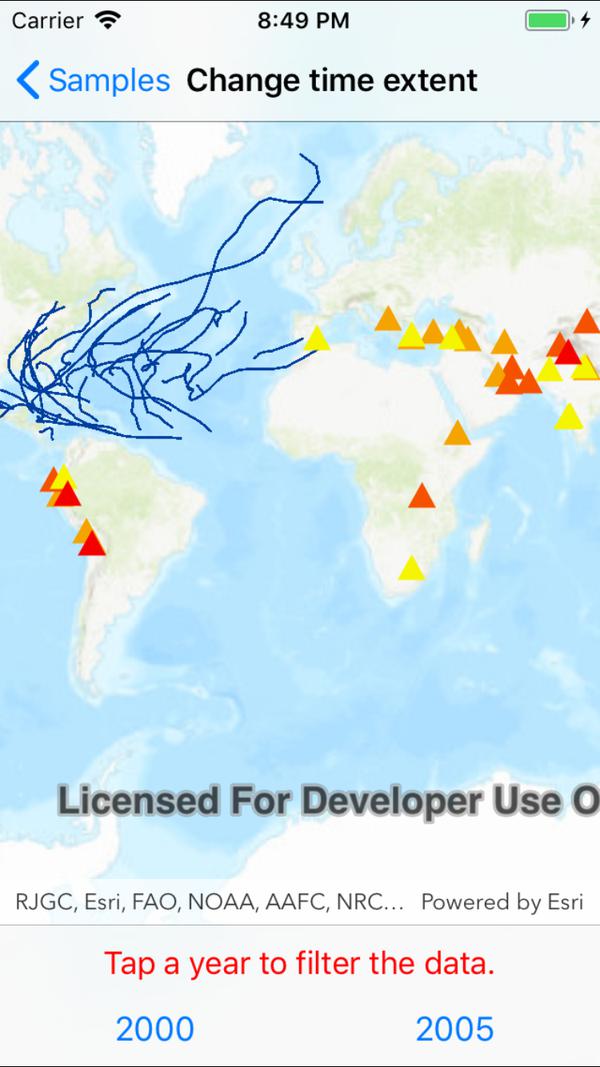 Carrier 8:49 PM
Samples Change time extent
Licensed For Developer Use O
RJGC, Esri, FAO, NOAA, AAFC, NRC… Powered by Esri
Tap a year to filter the data.
2000 2005